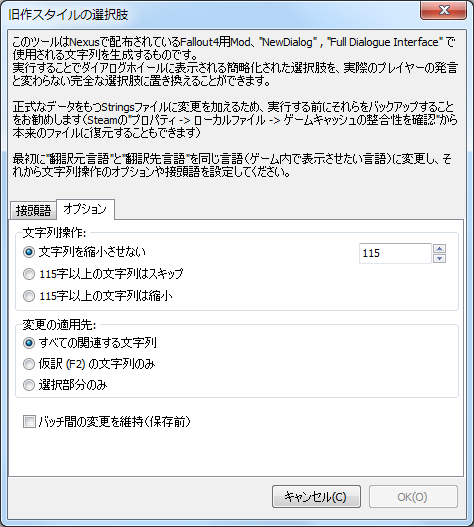 旧作スタイルの選択肢
このツールはNexusで配布されているFallout4用Mod、"NewDialog" , "Full Dialogue Interface" で
使用される文字列を生成するものです。
実行することでダイアログホイールに表示される簡略化された選択肢を、実際のプレイヤーの発言
と変わらない完全な選択肢に置き換えることができます。
正式なデータをもつStringsファイルに変更を加えるため、実行する前にそれらをバックアップすること
をお勧めします（Steamの"プロパティ -> ローカルファイル -> ゲームキャッシュの整合性を確認"から
本来のファイルに復元することもできます）
最初に"翻訳元言語"と"翻訳先言語"を同じ言語（ゲーム内で表示させたい言語）に変更し、そ
れから文字列操作のオプションや接頭語を設定してください。
接頭語 オプション
文字列操作:
文字列を縮小させない 115
115字以上の文字列はスキップ
115字以上の文字列は縮小
変更の適用先:
すべての関連する文字列
仮訳 (F2) の文字列のみ
選択部分のみ
バッチ間の変更を維持（保存前）
キャンセル(C) OK(O)